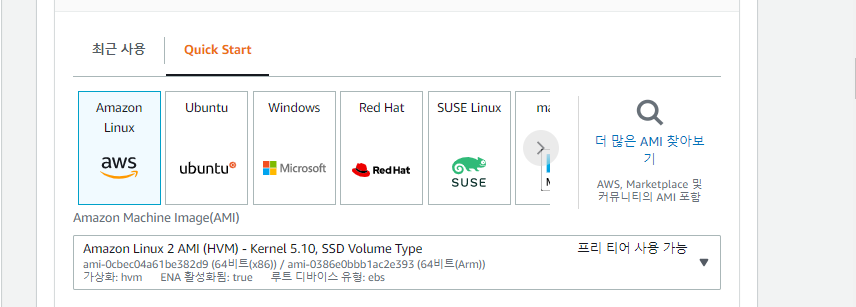 최근 사용
Quick Start
Amazon
Linux
aws
Ubuntu
ubuntu
Windows
Microsoft
Red Hat
RedHat
SUSE Linux
SUSE
더 많은 AMI 찾아보
기
AWS, Marketplace 및
커뮤니티의 AMI 포함
Amazon Machine Image(AMI)
Amazon Linux 2 AMI (HVM) - Kernel 5.10, SSD Volume Type
프리 티어 사용 가능
ami-0cbec04a61be382d9 (64비트(x86)) / ami-0386e0bbb1ac2e393 (64비트(Arm))
가상화: hvm ENA 활성화됨: true 루트 디바이스 유형: ebs